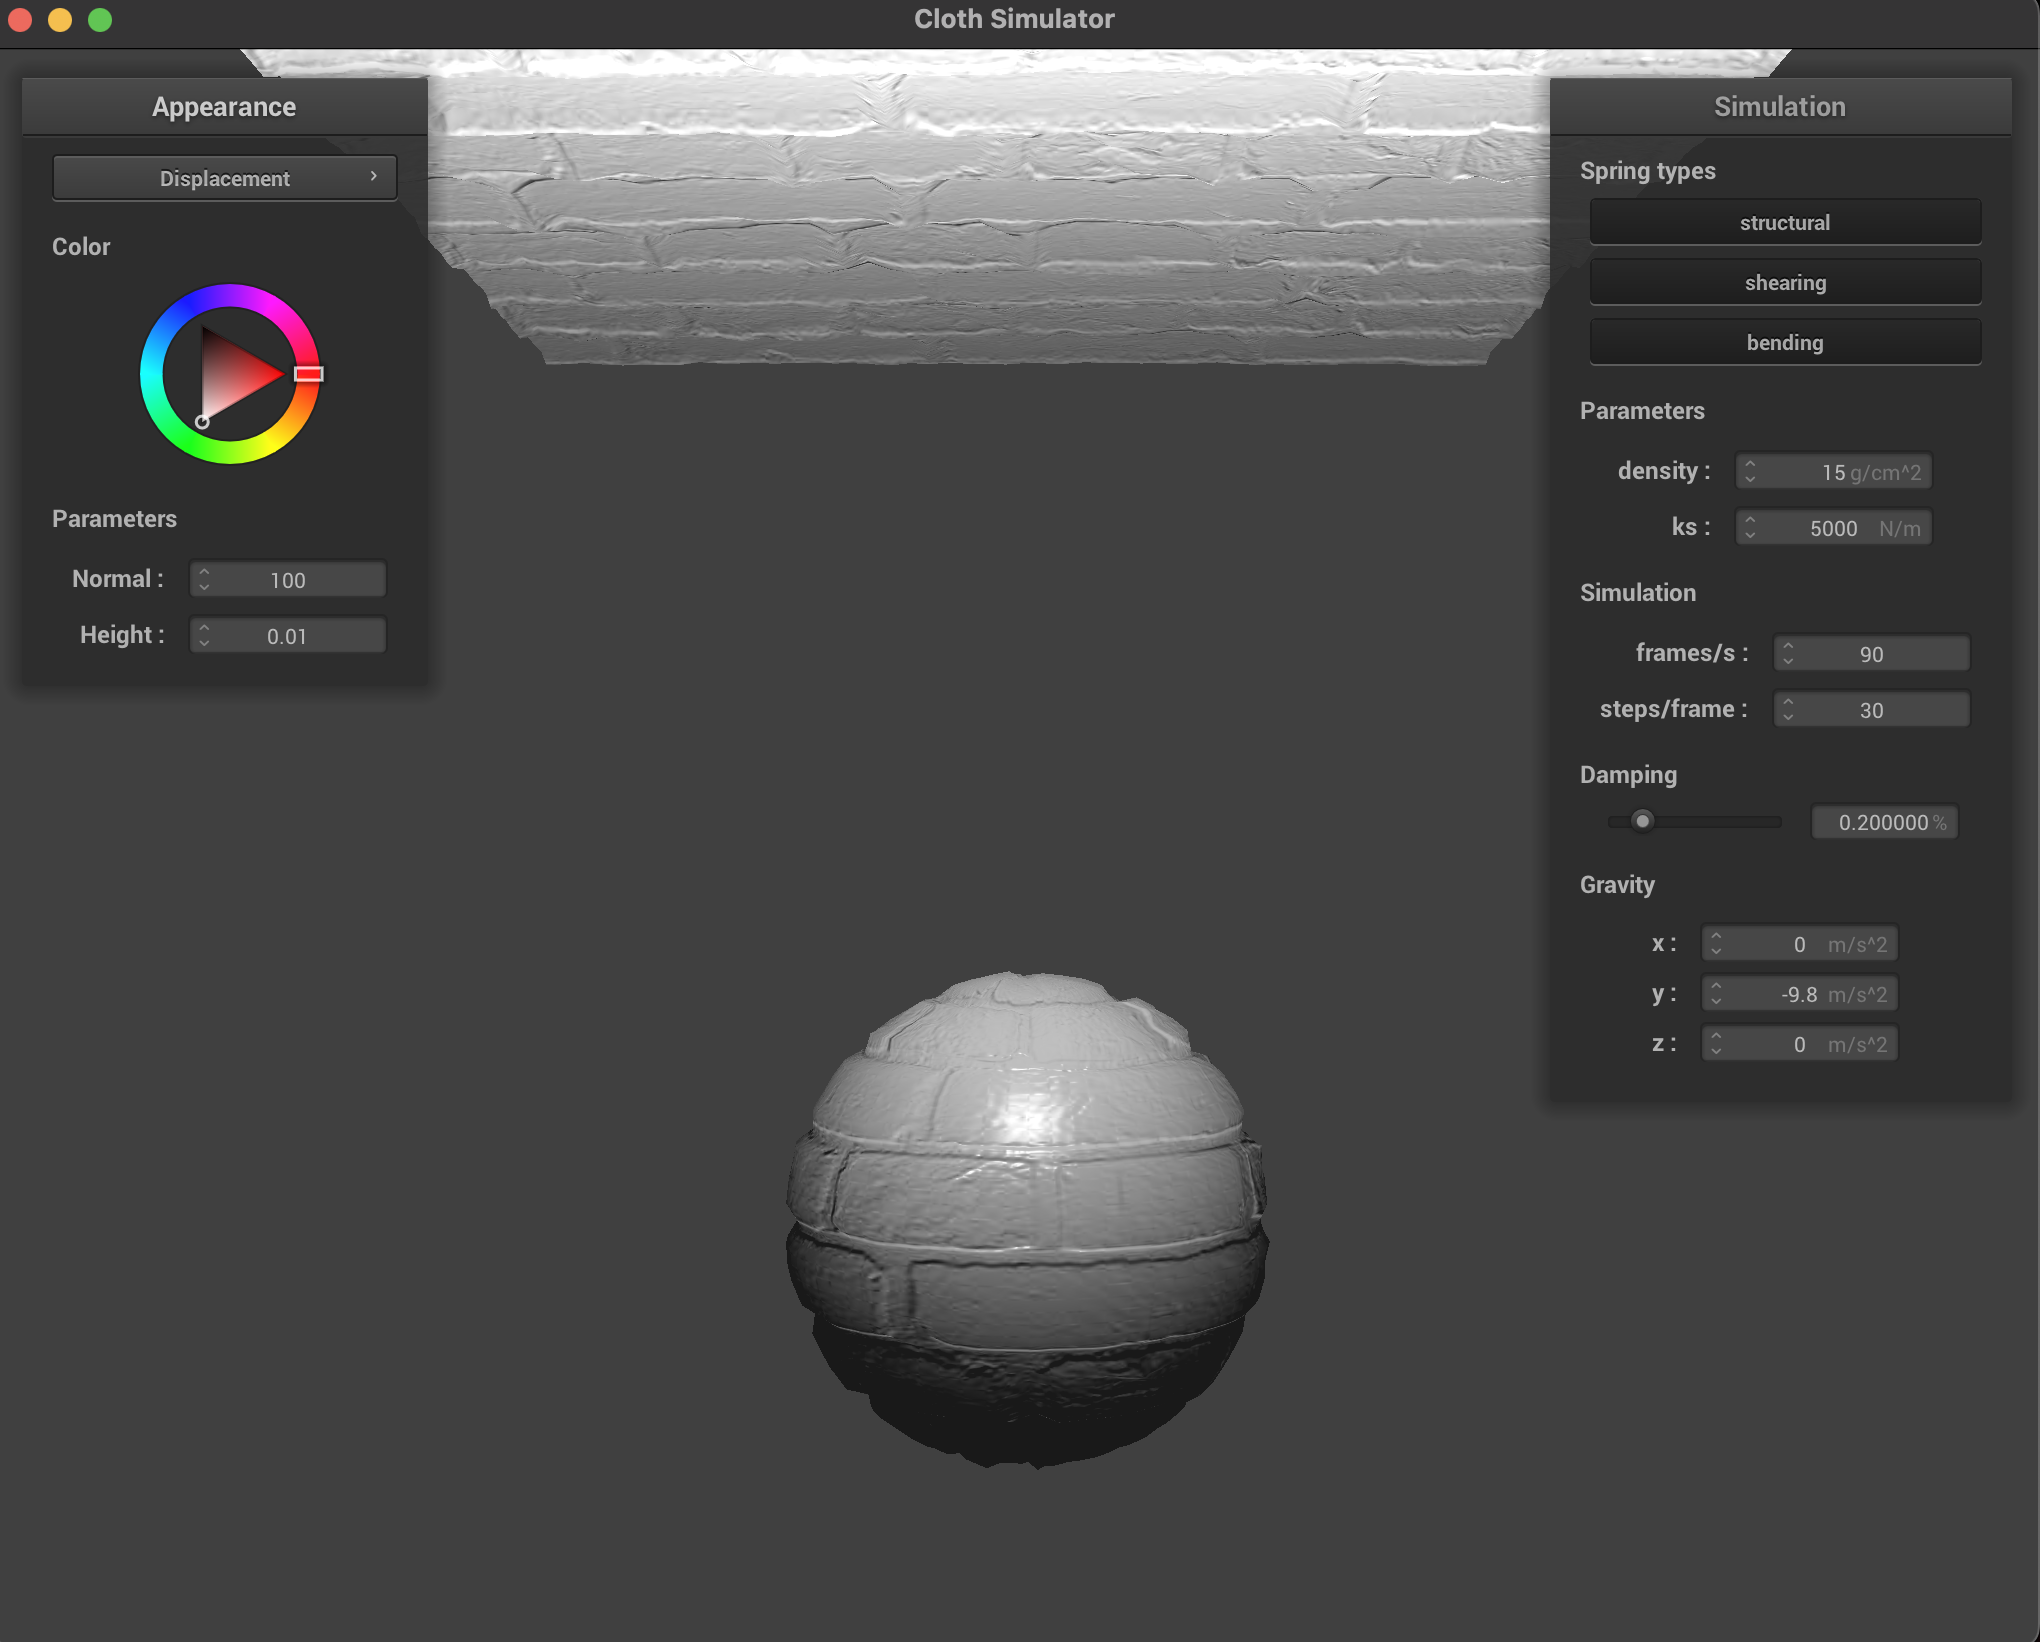 Cloth Simulator
Appearance
Displacement
Color
Parameters
Normal : 100
Height : 0.01
Simulation
Spring types
structural
shearing
bending
Parameters
density : 15 g/cm^2
ks : 5000 N/m
Simulation
frames/s : 90
steps/frame : 30
Damping
0.200000 %
Gravity
x : 0 m/s^2
y : -9.8 m/s^2
z : 0 m/s^2